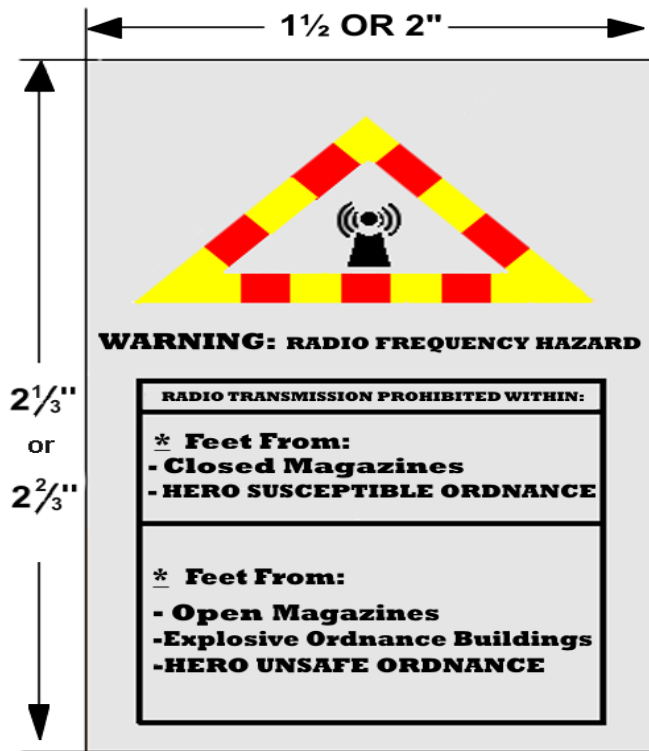 1½ OR 2"
WARNING: RADIO FREQUENCY HAZARD
2⅓"
or
2⅔"
RADIO TRANSMISSION PROHIBITED WITHIN:
* Feet From:
- Closed Magazines
- HERO SUSCEPTIBLE ORDNANCE
* Feet From:
- Open Magazines
-Explosive Ordnance Buildings
-HERO UNSAFE ORDNANCE